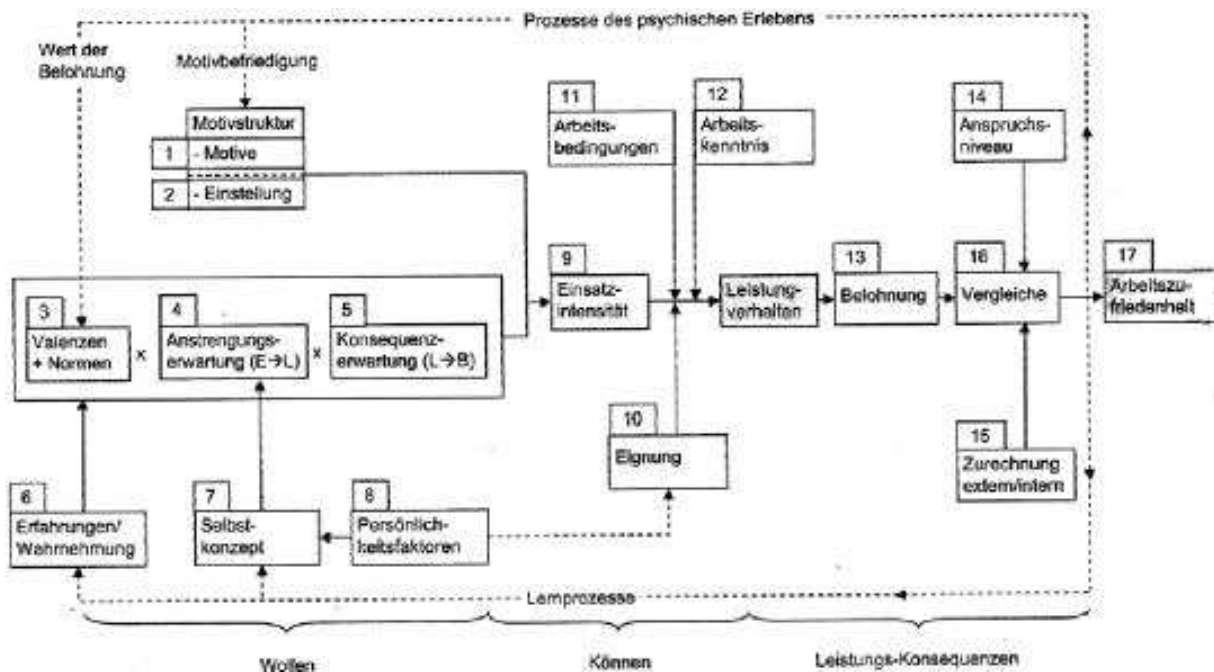 Prozesse des psychischen Erlebens
Wert der
Belohnung
Motivbefriedigung
Motivstruktur
1 - Motive
2 - Einstellung
11
Arbeits-
bedingungen
12
Arbeits-
kenntnis
14
Anspruchs-
niveau
3
Valenzen
+ Normen
x
4
Anstrengungs-
erwartung (E→L)
x
5
Konsequenz-
erwartung (L→B)
9
Einsatz-
intensität
Leistung-
verhalten
13
Belohnung
16
Vergleiche
17
Arbeitszu-
friedenheit
10
Eignung
15
Zurechnung
extern/intern
6
Erfahrungen/
Wahrnehmung
7
Selbst-
konzept
8
Persönlich-
keitsfaktoren
Lernprozesse
Wollen
Können
Leistungs-Konsequenzen